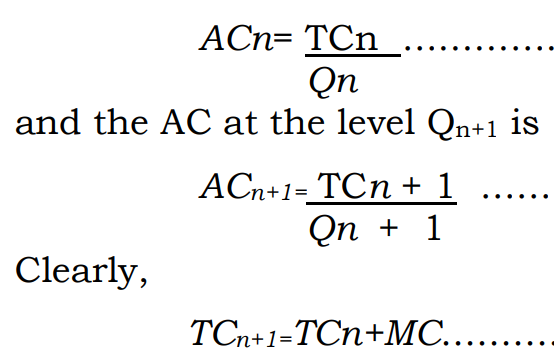 ACn= TCn .............
Qn
and the AC at the level Qn+1 is
ACn+1= TCn + 1 ......
Qn + 1
Clearly,
TCn+1=TCn+MC..........